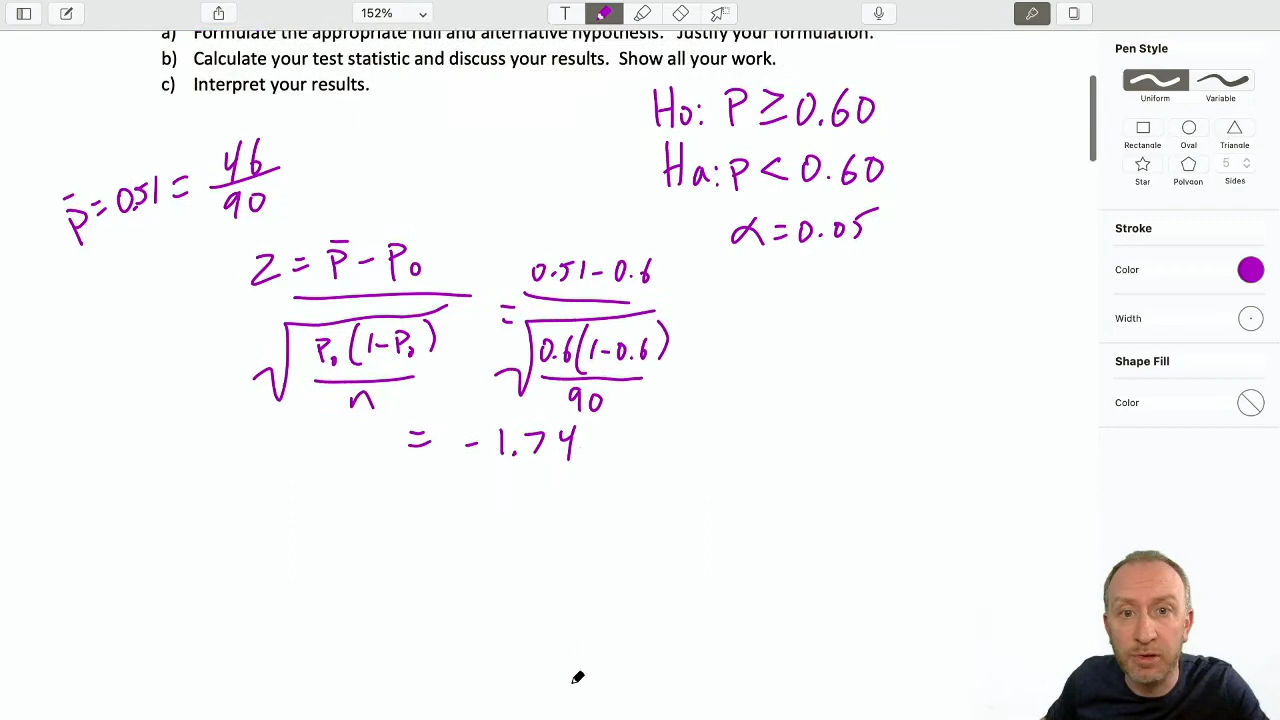 152%
T
a) Formulate the appropriate null and alternative hypothesis. Justify your formulation.
b) Calculate your test statistic and discuss your results. Show all your work.
c) Interpret your results.
Ho: P ≥ 0.60
Ha: p < 0.60
α = 0.05
p̄ = 0.51 = 46/90
Z = p̄ - P₀ / √(P₀(1-P₀)/n) = 0.51 - 0.6 / √(0.6(1-0.6)/90)
= -1.74
Pen Style
Uniform Variable
Rectangle Oval Triangle
5
Star Polygon Sides
Stroke
Color
Width
Shape Fill
Color